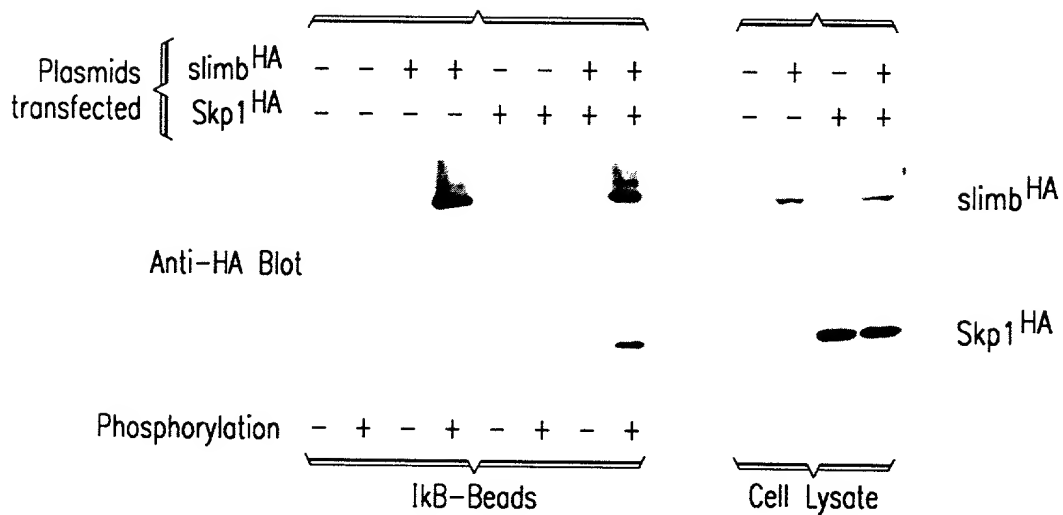 Plasmids transfected
slimb HA - - + + - - + + - + - +
Skp1 HA - - - - + + + + - - + +
slimb HA
Anti-HA Blot
Skp1 HA
Phosphorylation - + - + - + - +
IkB-Beads Cell Lysate